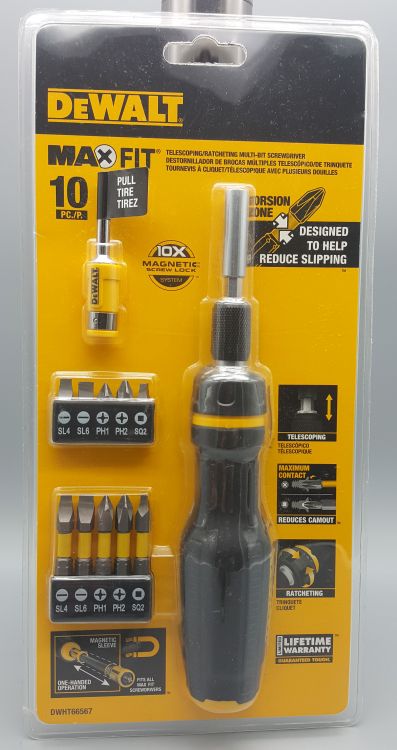 DEWALT
MAXFIT
TELESCOPING/RATCHETING MULTI-BIT SCREWDRIVER
DESTORNILLADOR DE BROCAS MÚLTIPLES TELESCÓPICO/DE TRINQUETE
TOURNEVIS À CLIQUET/TÉLESCOPIQUE AVEC PLUSIEURS DOUILLES
10
PC./P.
PULL
TIRE
TIREZ
DEWALT
10X
MAGNETIC
SCREW LOCK
SYSTEM
TORSION
ZONE
DESIGNED
TO HELP
REDUCE SLIPPING
SL4 SL6 PH1 PH2 SQ2
SL4 SL6 PH1 PH2 SQ2
TELESCOPING
TELESCÓPICO
TÉLESCOPIQUE
MAXIMUM
CONTACT
REDUCES CAMOUT
RATCHETING
TRINQUETE
CLIQUET
MAGNETIC
SLEEVE
ONE-HANDED
OPERATION
FITS ALL
MAX FIT
SCREWDRIVERS
LIMITED
LIFETIME
WARRANTY
GUARANTEED TOUGH
DWHT66567